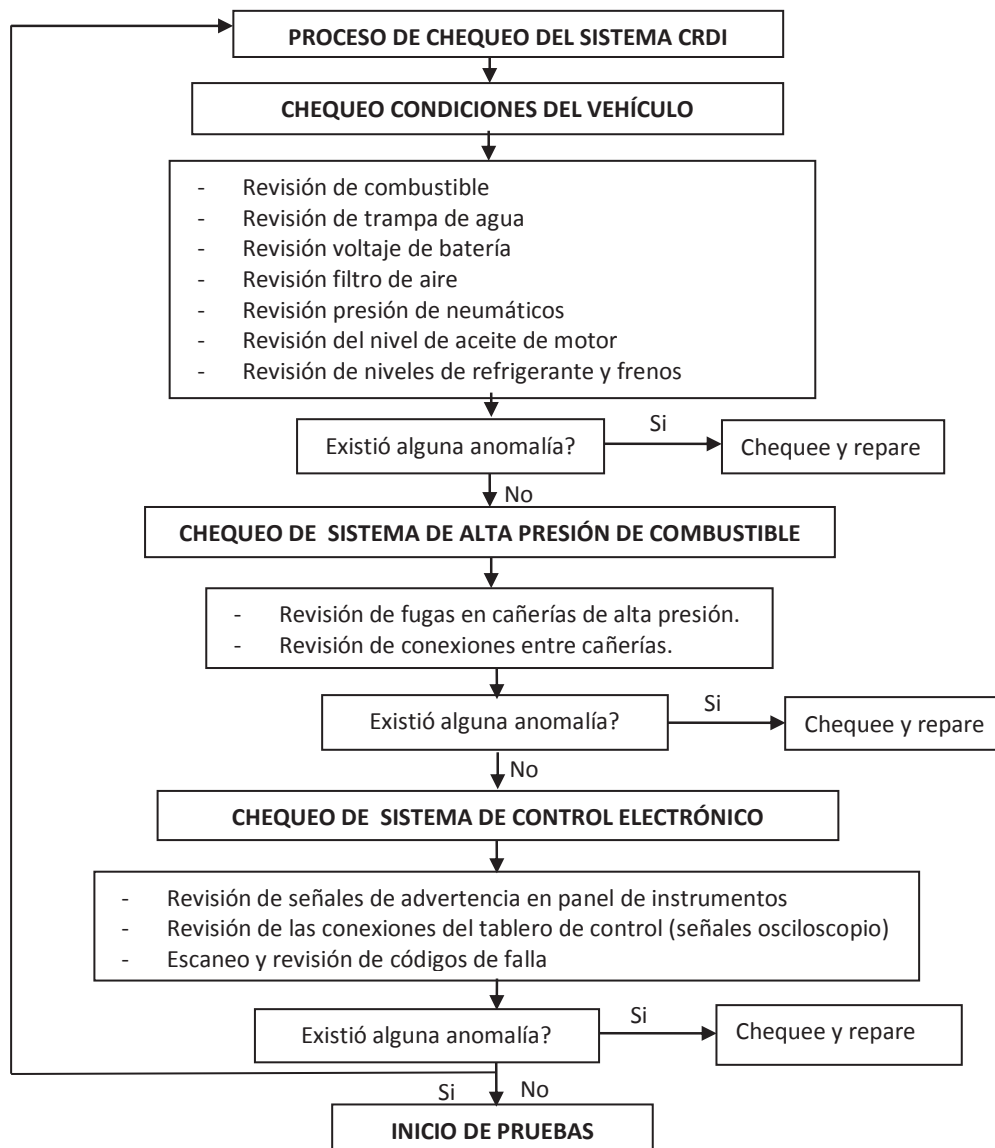 PROCESO DE CHEQUEO DEL SISTEMA CRDI
CHEQUEO CONDICIONES DEL VEHÍCULO
- Revisión de combustible
- Revisión de trampa de agua
- Revisión voltaje de batería
- Revisión filtro de aire
- Revisión presión de neumáticos
- Revisión del nivel de aceite de motor
- Revisión de niveles de refrigerante y frenos
Existió alguna anomalía?
Si
Chequee y repare
No
CHEQUEO DE SISTEMA DE ALTA PRESIÓN DE COMBUSTIBLE
- Revisión de fugas en cañerías de alta presión.
- Revisión de conexiones entre cañerías.
Existió alguna anomalía?
Si
Chequee y repare
No
CHEQUEO DE SISTEMA DE CONTROL ELECTRÓNICO
- Revisión de señales de advertencia en panel de instrumentos
- Revisión de las conexiones del tablero de control (señales osciloscopio)
- Escaneo y revisión de códigos de falla
Existió alguna anomalía?
Si
Chequee y repare
Si
No
INICIO DE PRUEBAS